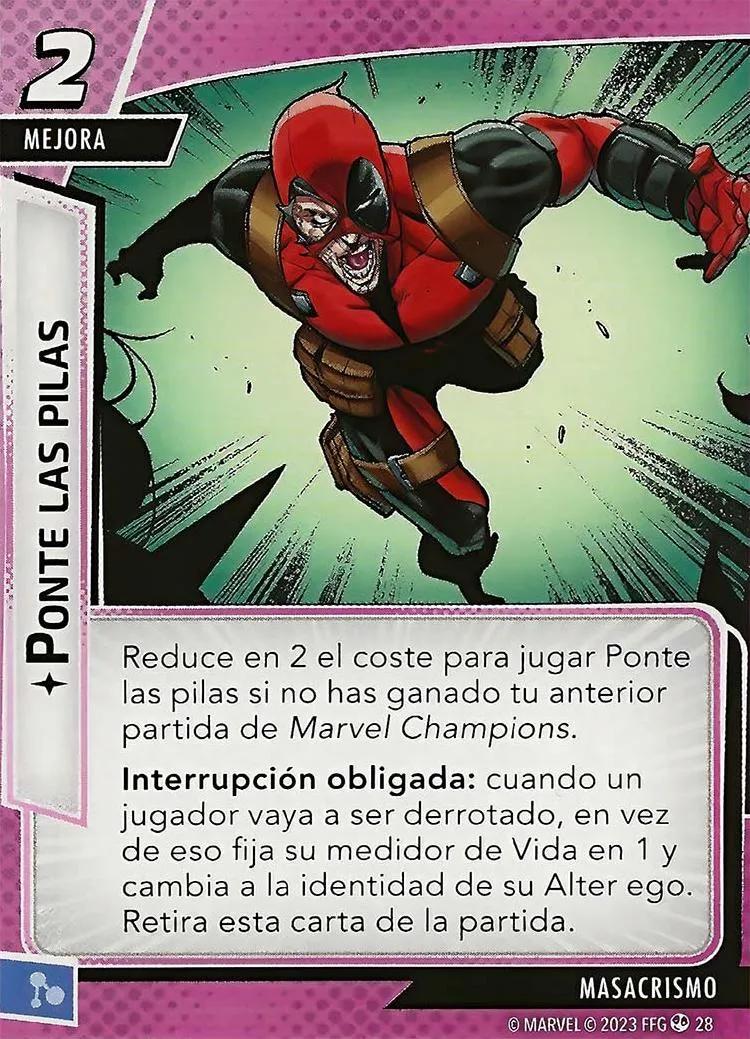 2
MEJORA
PONTE LAS PILAS
Reduce en 2 el coste para jugar Ponte
las pilas si no has ganado tu anterior
partida de Marvel Champions.
Interrupción obligada: cuando un
jugador vaya a ser derrotado, en vez
de eso fija su medidor de Vida en 1 y
cambia a la identidad de su Alter ego.
Retira esta carta de la partida.
MASACRISMO
© MARVEL © 2023 FFG 28